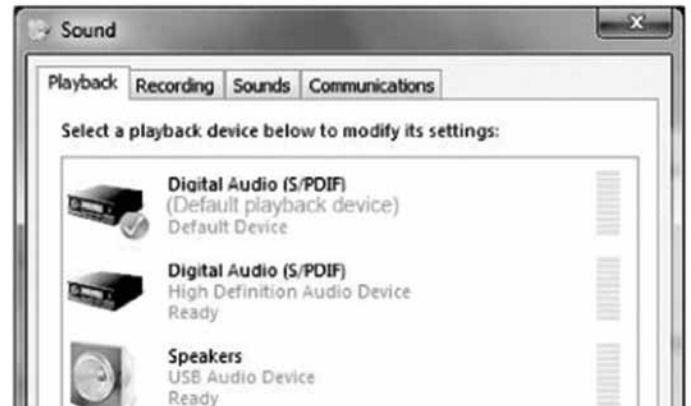 Sound
Playback Recording Sounds Communications
Select a playback device below to modify its settings:
Digital Audio (S/PDIF)
(Default playback device)
Default Device
Digital Audio (S/PDIF)
High Definition Audio Device
Ready
Speakers
USB Audio Device
Ready